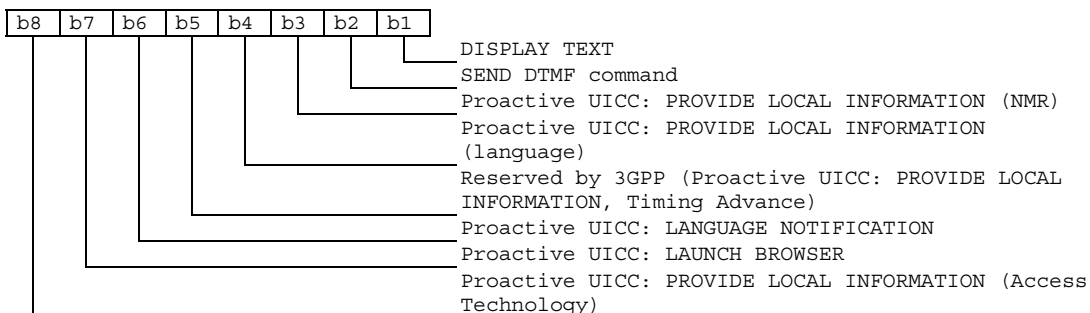 b8 b7 b6 b5 b4 b3 b2 b1
DISPLAY TEXT
SEND DTMF command
Proactive UICC: PROVIDE LOCAL INFORMATION (NMR)
Proactive UICC: PROVIDE LOCAL INFORMATION
(language)
Reserved by 3GPP (Proactive UICC: PROVIDE LOCAL
INFORMATION, Timing Advance)
Proactive UICC: LANGUAGE NOTIFICATION
Proactive UICC: LAUNCH BROWSER
Proactive UICC: PROVIDE LOCAL INFORMATION (Access
Technology)